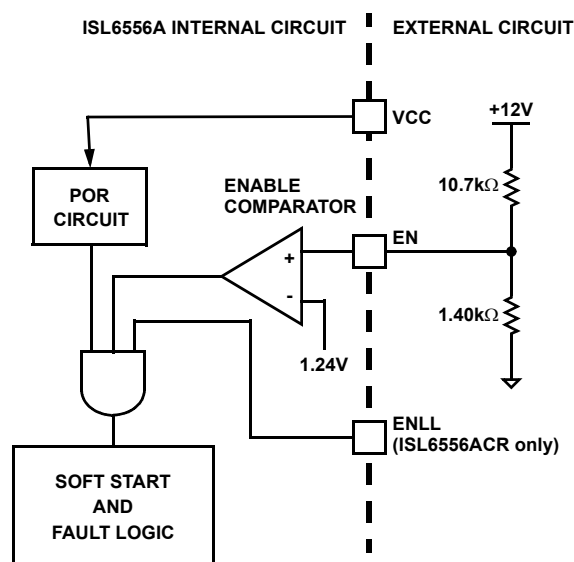 ISL6556A INTERNAL CIRCUIT
EXTERNAL CIRCUIT
VCC
+12V
POR
CIRCUIT
ENABLE
COMPARATOR
10.7kΩ
EN
+
-
1.24V
1.40kΩ
ENLL
(ISL6556ACR only)
SOFT START
AND
FAULT LOGIC